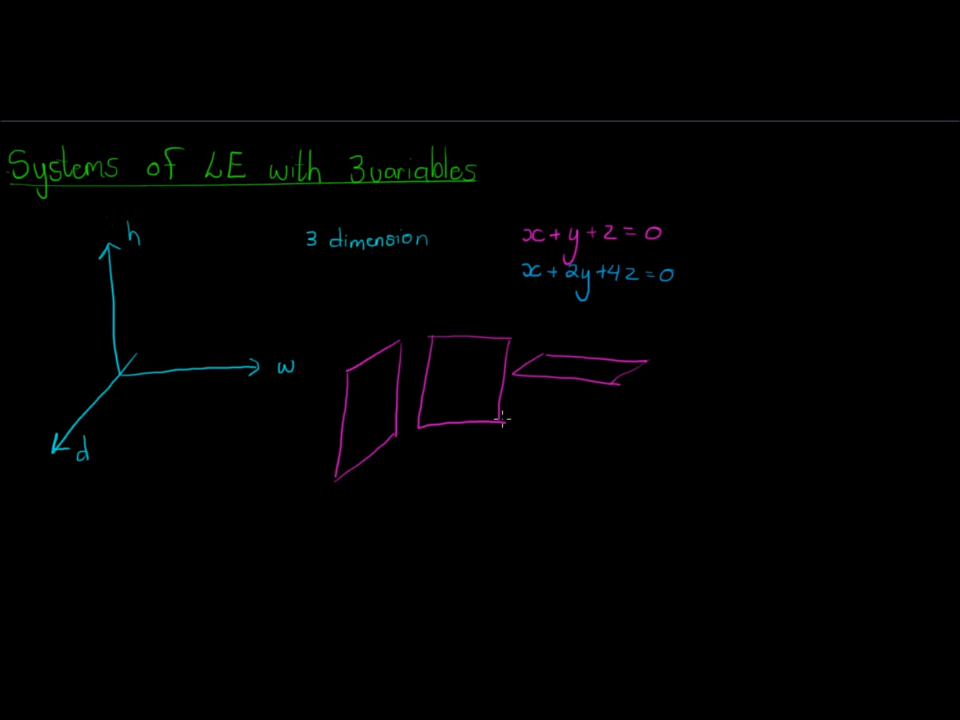 Systems of LE with 3variables
h
3 dimension
x+y+z=0
x+2y+4z=0
w
d